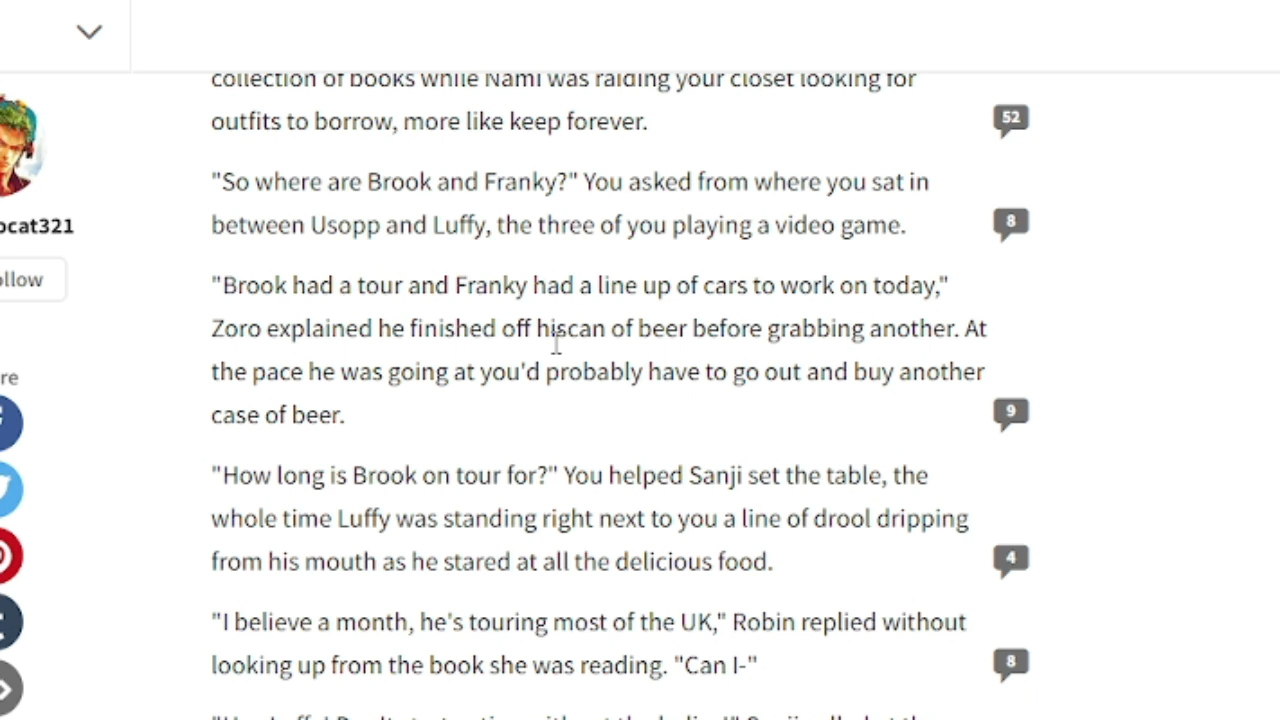 collection of books while Nami was raiding your closet looking for
outfits to borrow, more like keep forever.
52
"So where are Brook and Franky?" You asked from where you sat in
between Usopp and Luffy, the three of you playing a video game.
8
ocat321
ollow
"Brook had a tour and Franky had a line up of cars to work on today,"
Zoro explained he finished off hiscan of beer before grabbing another. At
the pace he was going at you'd probably have to go out and buy another
case of beer.
9
re
"How long is Brook on tour for?" You helped Sanji set the table, the
whole time Luffy was standing right next to you a line of drool dripping
from his mouth as he stared at all the delicious food.
4
"I believe a month, he's touring most of the UK," Robin replied without
looking up from the book she was reading. "Can I-"
8